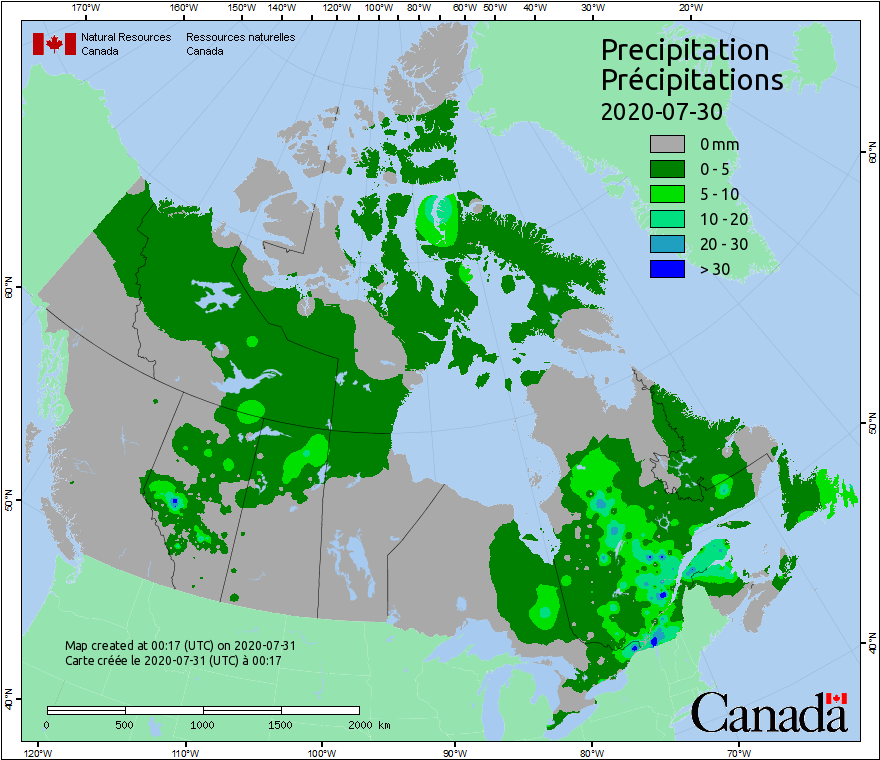 170°W 160°W 150°W 140°W 130°W 120°W 110°W 100°W 90°W 80°W 60°W 50°W 40°W 30°W 20°W
Natural Resources Ressources naturelles
Canada Canada
Precipitation
Précipitations
2020-07-30
0 mm
0 - 5
5 - 10
10 - 20
20 - 30
> 30
60°N 60°N
50°N 50°N
40°N 40°N
Map created at 00:17 (UTC) on 2020-07-31
Carte créée le 2020-07-31 (UTC) à 00:17
0 500 1000 1500 2000 km
Canada
120°W 110°W 100°W 90°W 80°W 70°W